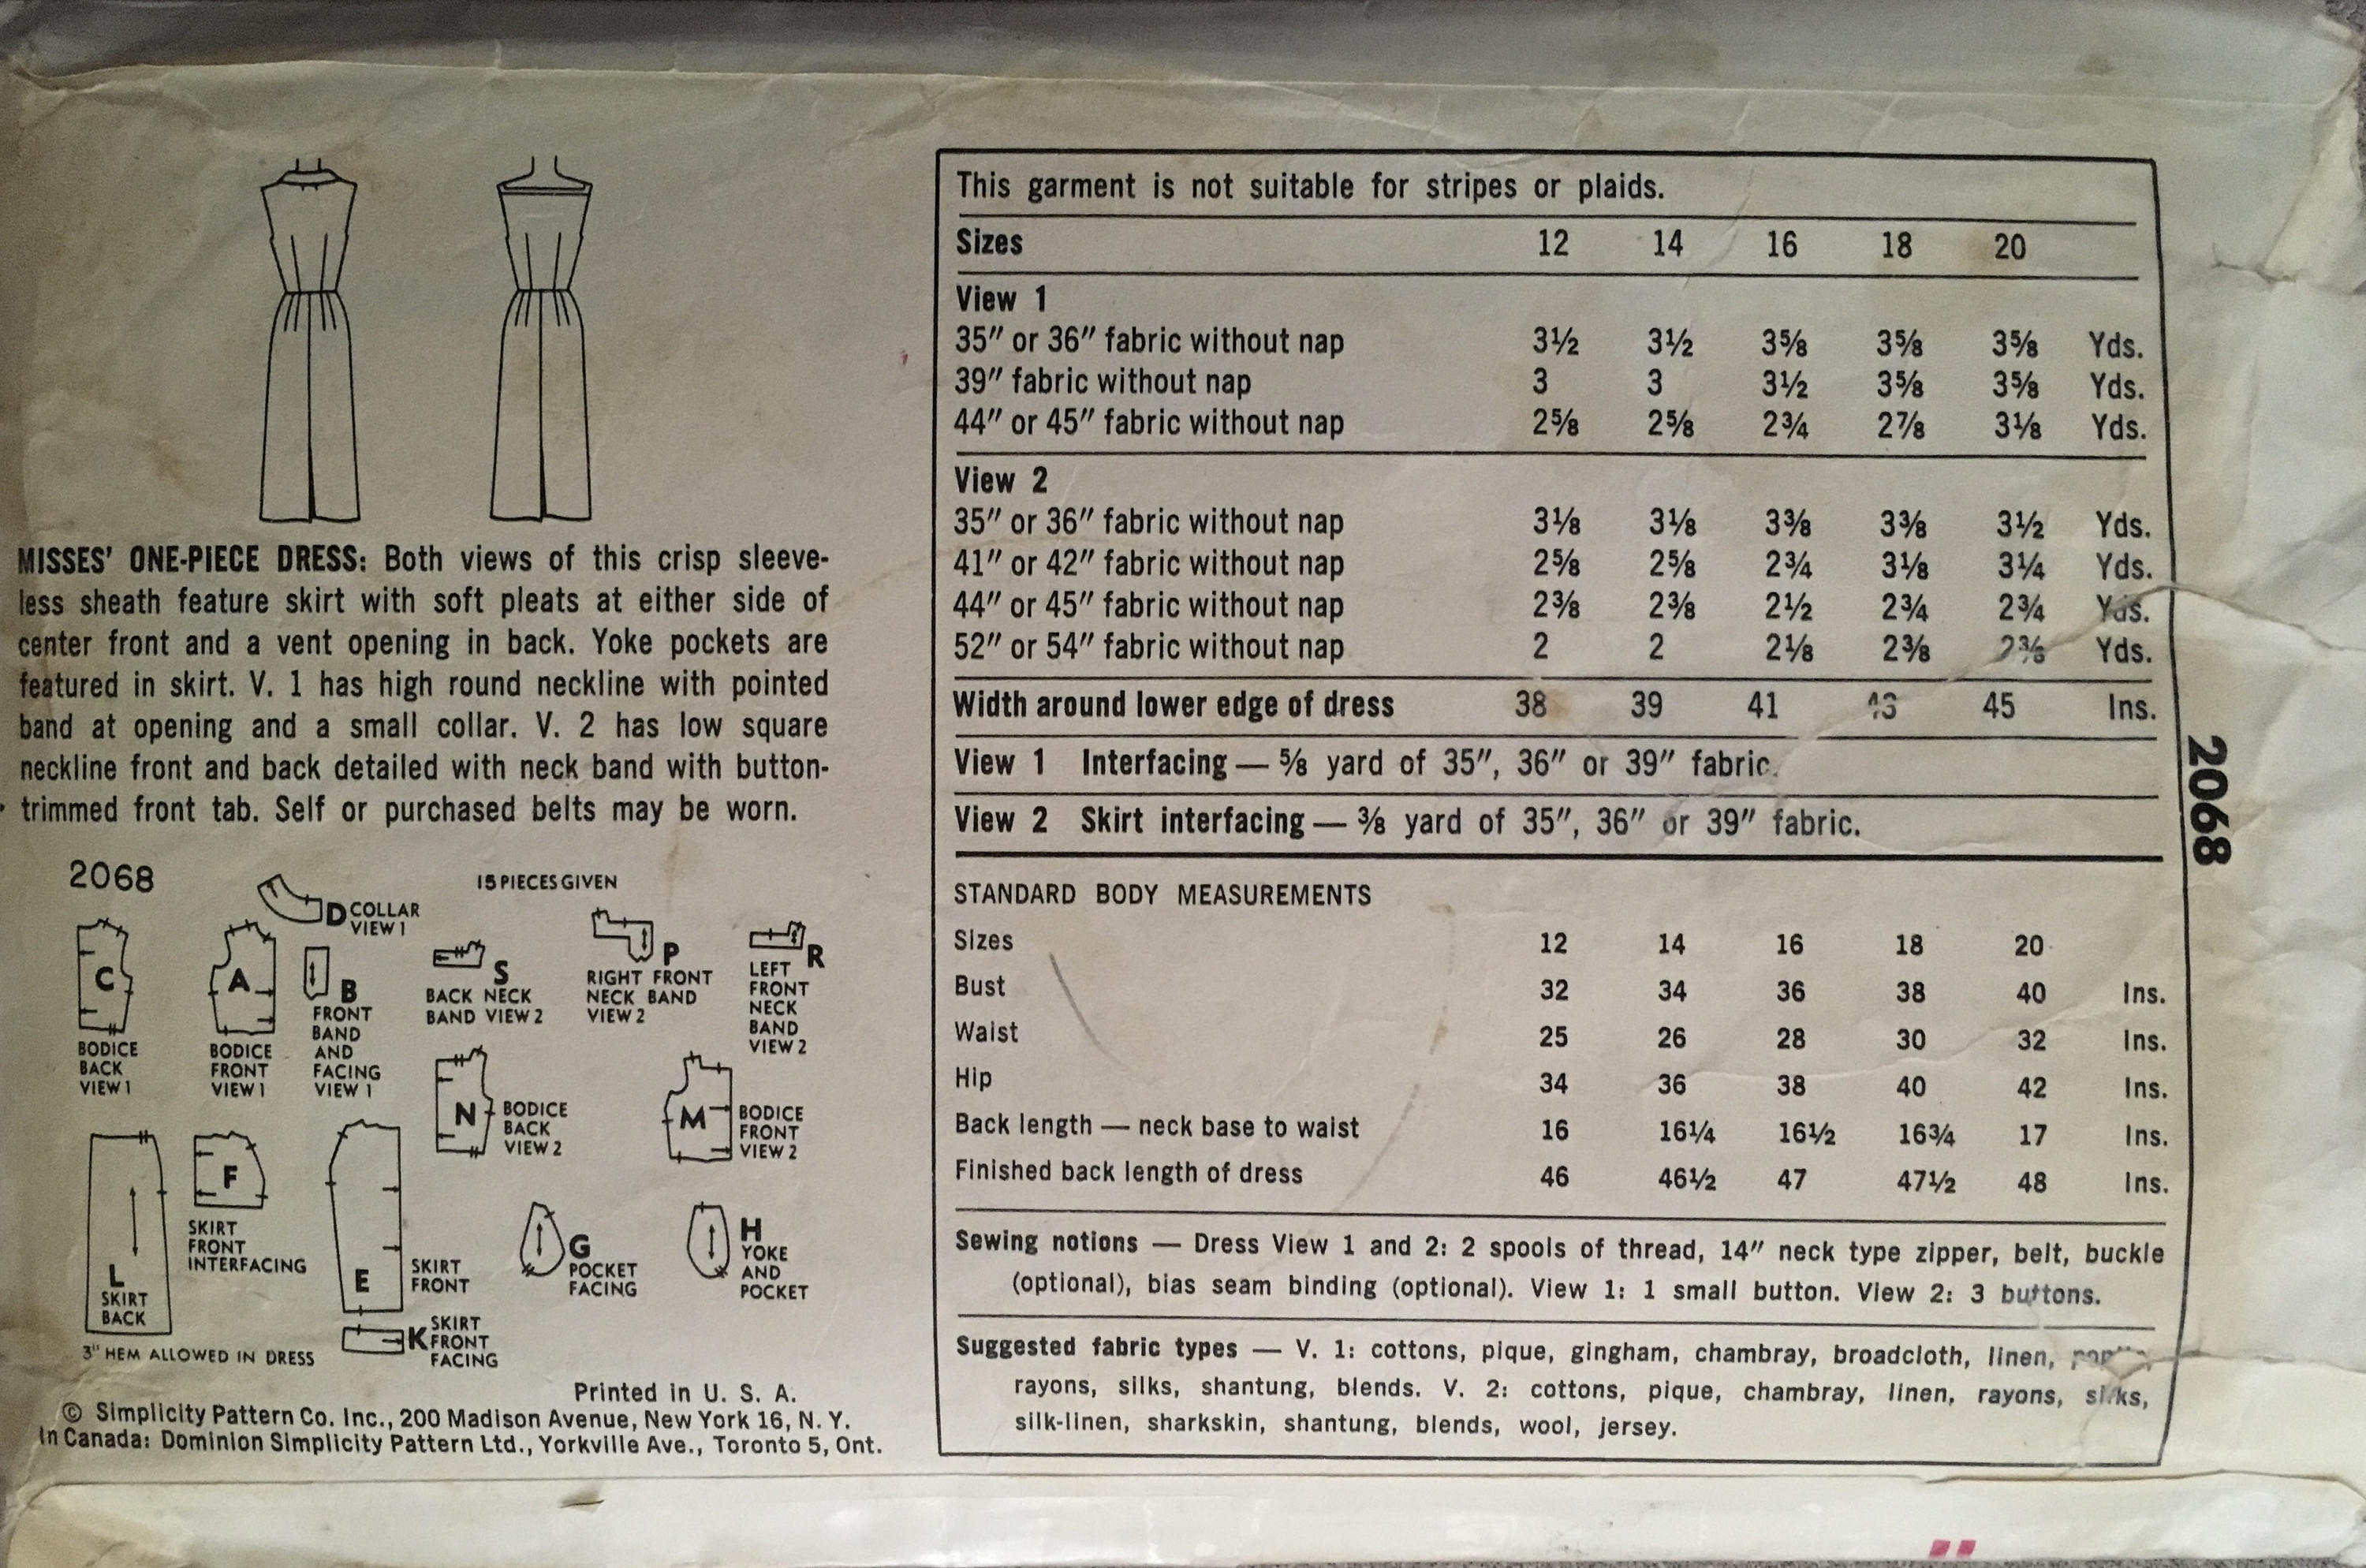 MISSES' ONE-PIECE DRESS: Both views of this crisp sleeve-
less sheath feature skirt with soft pleats at either side of
center front and a vent opening in back. Yoke pockets are
featured in skirt. V. 1 has high round neckline with pointed
band at opening and a small collar. V. 2 has low square
neckline front and back detailed with neck band with button-
trimmed front tab. Self or purchased belts may be worn.
2068
15 PIECES GIVEN
D COLLAR
VIEW 1
C
BODICE
BACK
VIEW 1
A
BODICE
FRONT
VIEW 1
B
FRONT
BAND
AND
FACING
VIEW 1
S
BACK NECK
BAND VIEW 2
P
RIGHT FRONT
NECK BAND
VIEW 2
R
LEFT
FRONT
NECK
BAND
VIEW 2
N
BODICE
BACK
VIEW 2
M
BODICE
FRONT
VIEW 2
L
SKIRT
BACK
F
SKIRT
FRONT
INTERFACING
E
SKIRT
FRONT
G
POCKET
FACING
H
YOKE
AND
POCKET
K SKIRT
FRONT
FACING
3" HEM ALLOWED IN DRESS
Printed in U. S. A.
© Simplicity Pattern Co. Inc., 200 Madison Avenue, New York 16, N. Y.
In Canada: Dominion Simplicity Pattern Ltd., Yorkville Ave., Toronto 5, Ont.
This garment is not suitable for stripes or plaids.
Sizes 12 14 16 18 20
View 1
35" or 36" fabric without nap 3½ 3½ 3⅝ 3⅝ 3⅝ Yds.
39" fabric without nap 3 3 3½ 3⅝ 3⅝ Yds.
44" or 45" fabric without nap 2⅝ 2⅝ 2¾ 2⅞ 3⅛ Yds.
View 2
35" or 36" fabric without nap 3⅛ 3⅛ 3⅜ 3⅜ 3½ Yds.
41" or 42" fabric without nap 2⅝ 2⅝ 2¾ 3⅛ 3¼ Yds.
44" or 45" fabric without nap 2⅜ 2⅜ 2½ 2¾ 2¾ Yds.
52" or 54" fabric without nap 2 2 2⅛ 2⅜ 2⅜ Yds.
Width around lower edge of dress 38 39 41 43 45 Ins.
View 1 Interfacing — ⅝ yard of 35", 36" or 39" fabric.
View 2 Skirt interfacing — ⅜ yard of 35", 36" or 39" fabric.
STANDARD BODY MEASUREMENTS
Sizes 12 14 16 18 20
Bust 32 34 36 38 40 Ins.
Waist 25 26 28 30 32 Ins.
Hip 34 36 38 40 42 Ins.
Back length — neck base to waist 16 16¼ 16½ 16¾ 17 Ins.
Finished back length of dress 46 46½ 47 47½ 48 Ins.
Sewing notions — Dress View 1 and 2: 2 spools of thread, 14" neck type zipper, belt, buckle
(optional), bias seam binding (optional). View 1: 1 small button. View 2: 3 buttons.
Suggested fabric types — V. 1: cottons, pique, gingham, chambray, broadcloth, linen,
rayons, silks, shantung, blends. V. 2: cottons, pique, chambray, linen, rayons, silks,
silk-linen, sharkskin, shantung, blends, wool, jersey.
2068